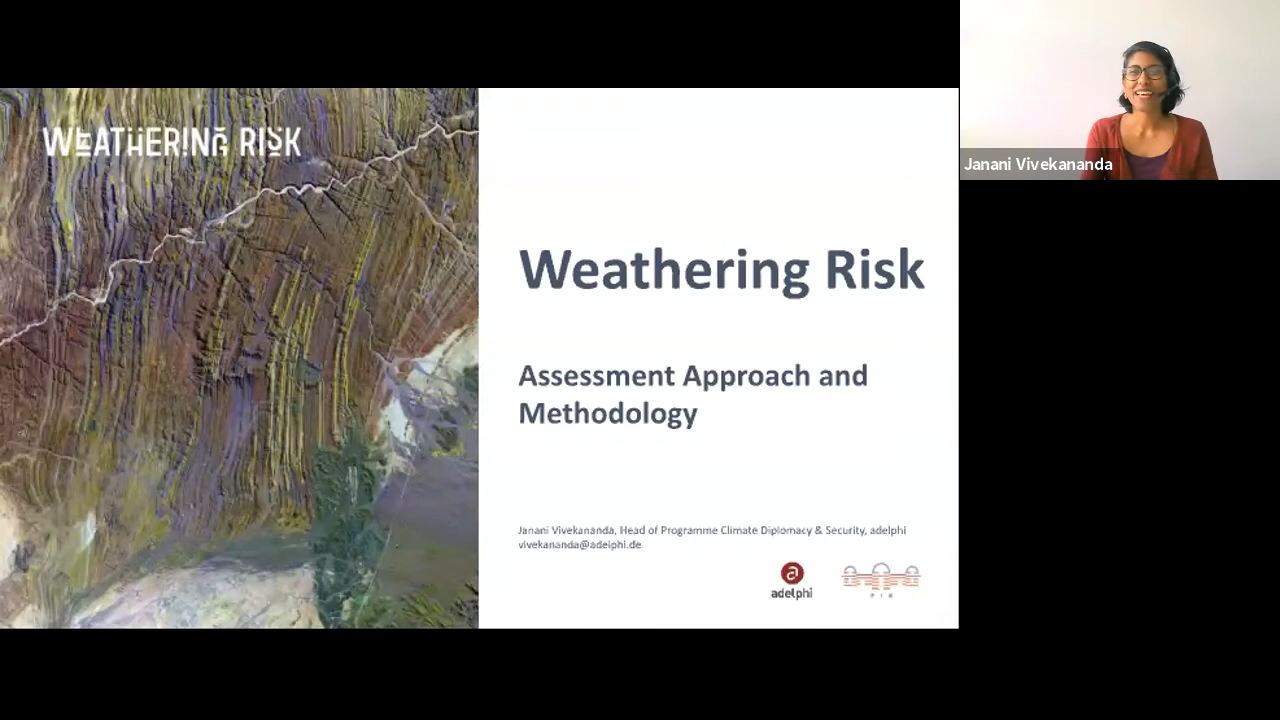 WEATHERING RISK
Janani Vivekananda
Weathering Risk
Assessment Approach and
Methodology
Janani Vivekananda, Head of Programme Climate Diplomacy & Security, adelphi
vivekananda@adelphi.de
adelphi
P I K